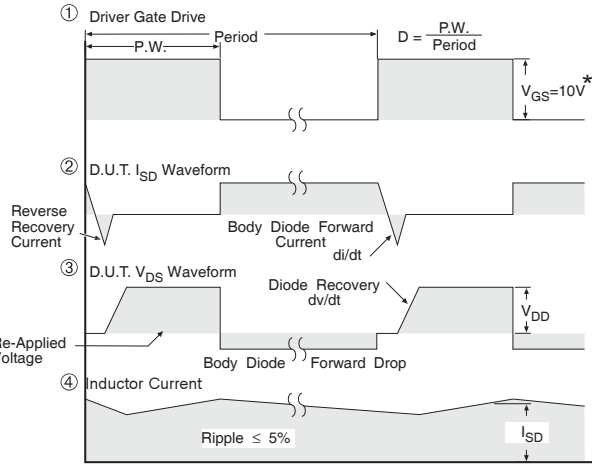 ① Driver Gate Drive
P.W.
Period
D = P.W.
Period
V_GS=10V*
② D.U.T. I_SD Waveform
Reverse
Recovery
Current
Body Diode Forward
Current
di/dt
③ D.U.T. V_DS Waveform
Diode Recovery
dv/dt
V_DD
Re-Applied
Voltage
Body Diode Forward Drop
④ Inductor Current
Ripple ≤ 5%
I_SD